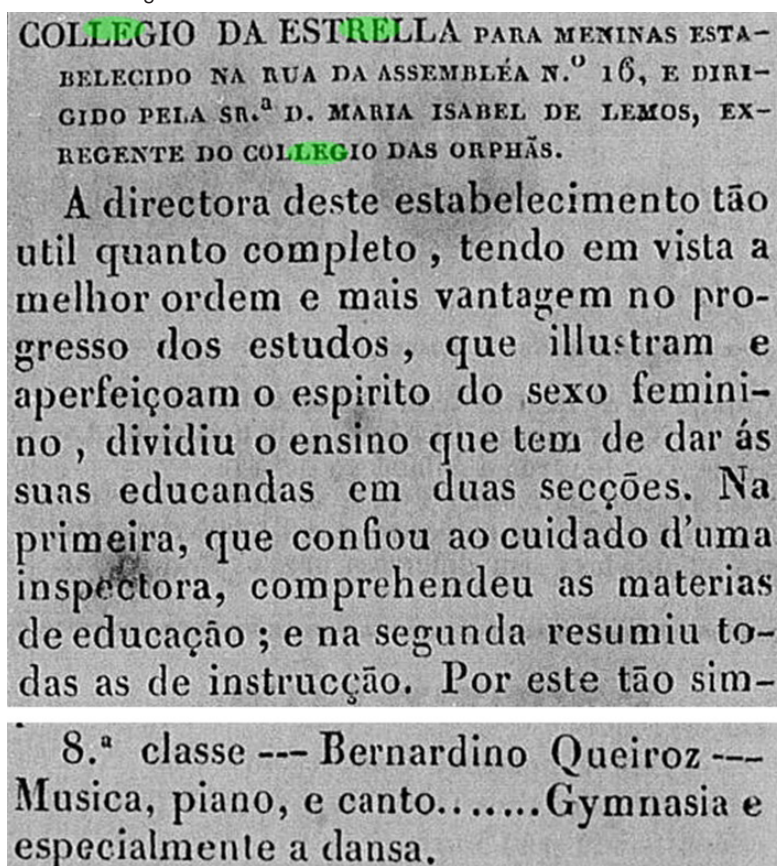 COLLEGIO DA ESTRELLA PARA MENINAS ESTA-
BELECIDO NA RUA DA ASSEMBLÉA N.º 16, E DIRI-
GIDO PELA SR.ª D. MARIA ISABEL DE LEMOS, EX-
REGENTE DO COLLEGIO DAS ORPHÃS.
A directora deste estabelecimento tão
util quanto completo, tendo em vista a
melhor ordem e mais vantagem no pro-
gresso dos estudos, que illustram e
aperfeiçoam o espirito do sexo femini-
no, dividiu o ensino que tem de dar ás
suas educandas em duas secções. Na
primeira, que confiou ao cuidado d'uma
inspectora, comprehendeu as materias
de educação; e na segunda resumiu to-
das as de instrucção. Por este tão sim-
8.ª classe --- Bernardino Queiroz ---
Musica, piano, e canto.......Gymnasia e
especialmente a dansa.